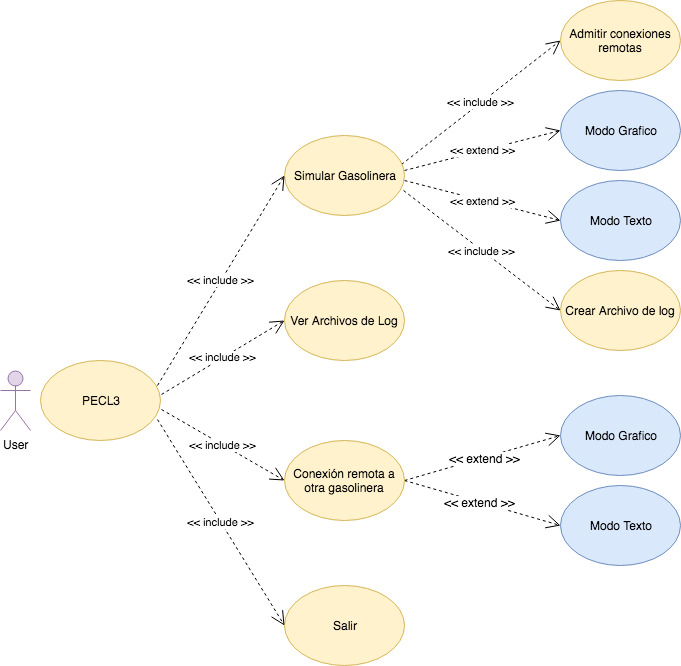 Admitir conexiones
remotas
<< include >>
Modo Grafico
<< extend >>
Simular Gasolinera
<< extend >>
Modo Texto
<< include >>
<< include >>
Crear Archivo de log
Ver Archivos de Log
<< include >>
PECL3
User
<< include >>
Modo Grafico
<< extend >>
Conexión remota a
otra gasolinera
<< extend >>
Modo Texto
<< include >>
Salir